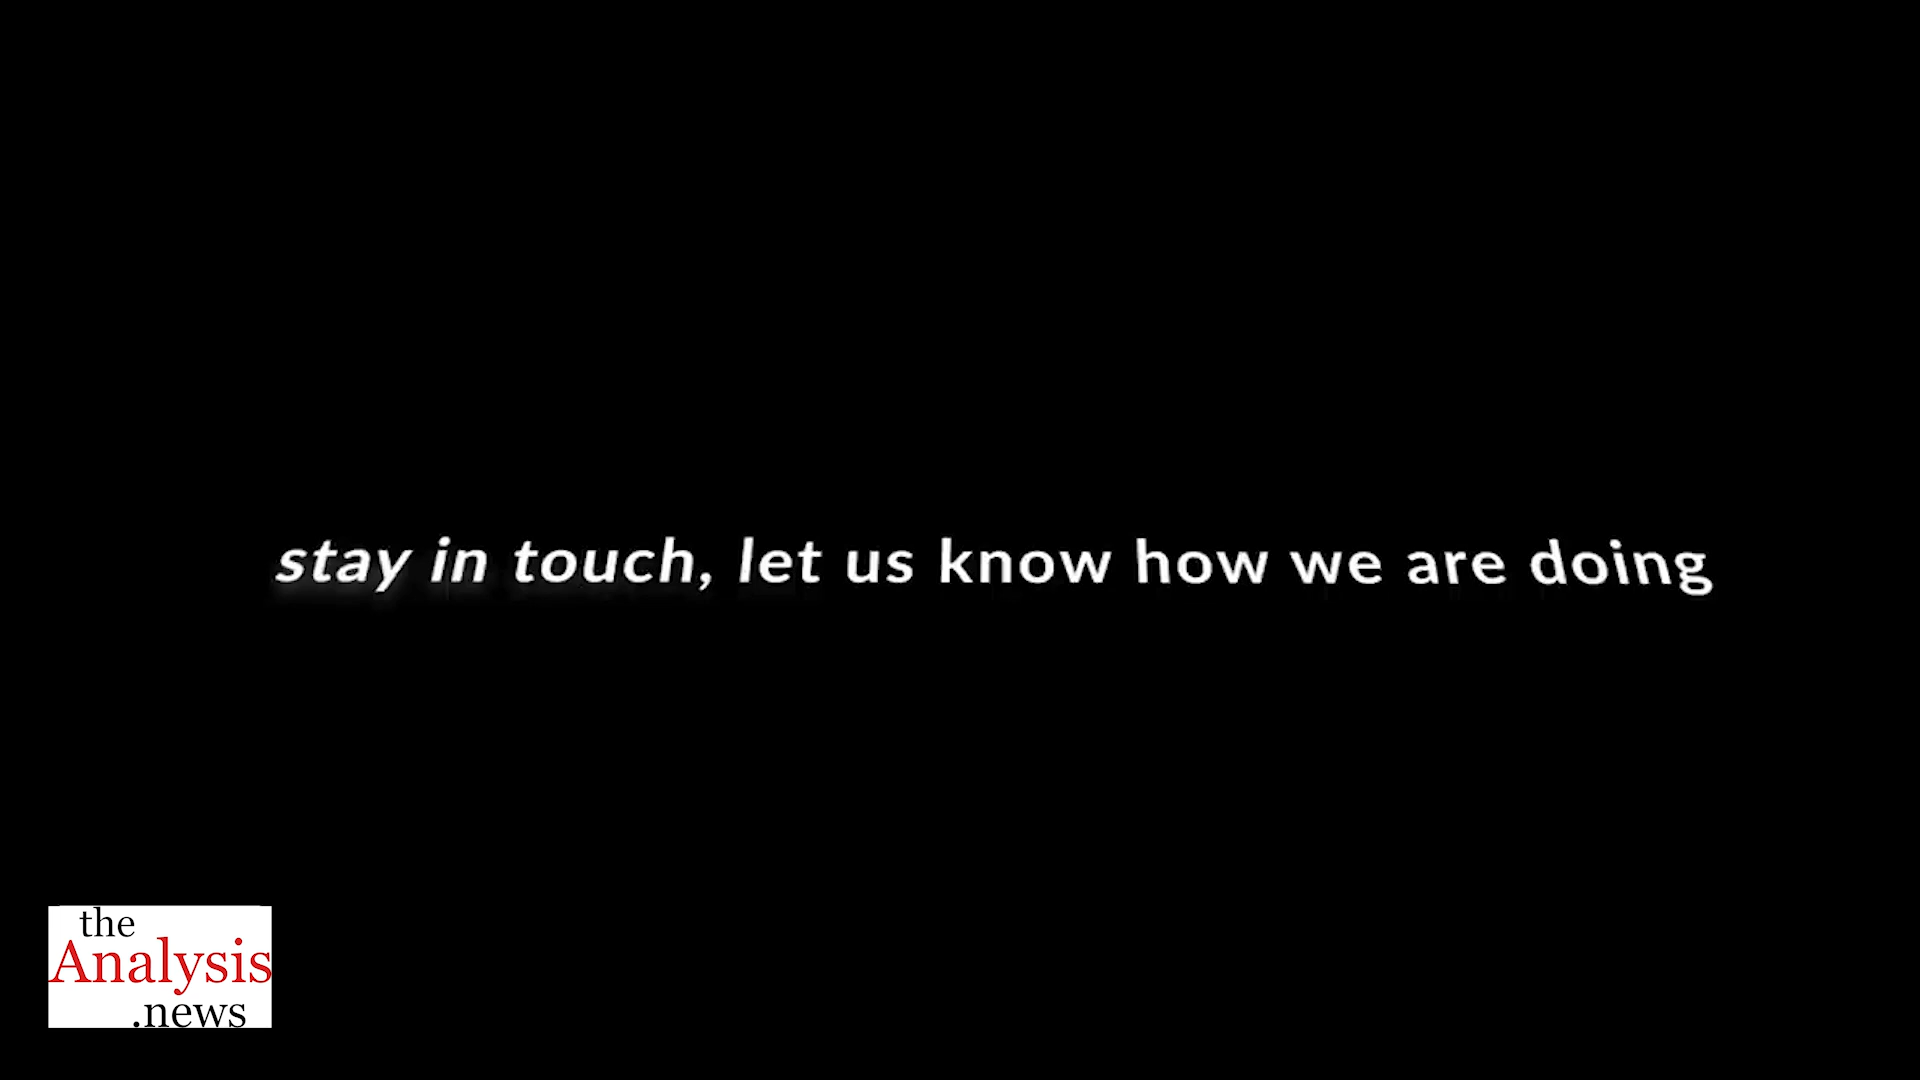 stay in touch, let us know how we are doing
the
Analysis
.news